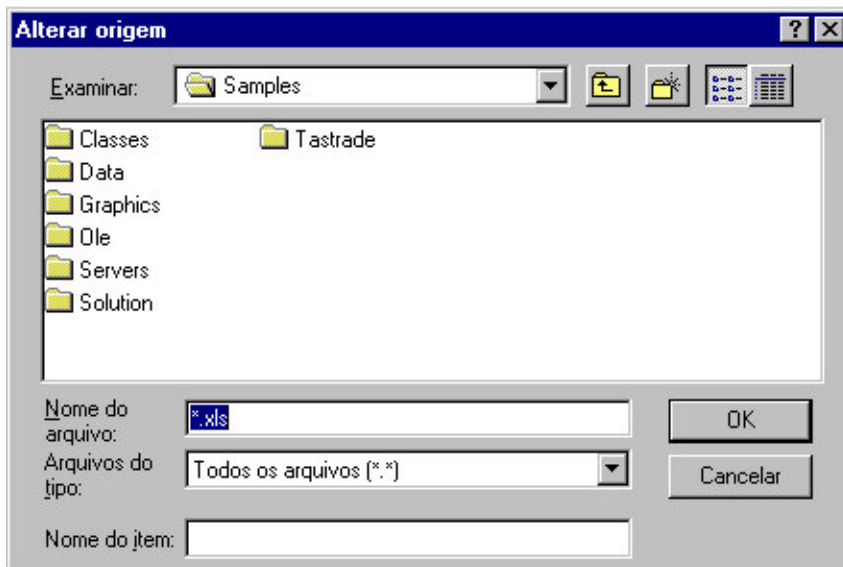 Alterar origem
Examinar: Samples
Classes Tastrade
Data
Graphics
Ole
Servers
Solution
Nome do arquivo: *.xls OK
Arquivos do tipo: Todos os arquivos (*.*) Cancelar
Nome do item: